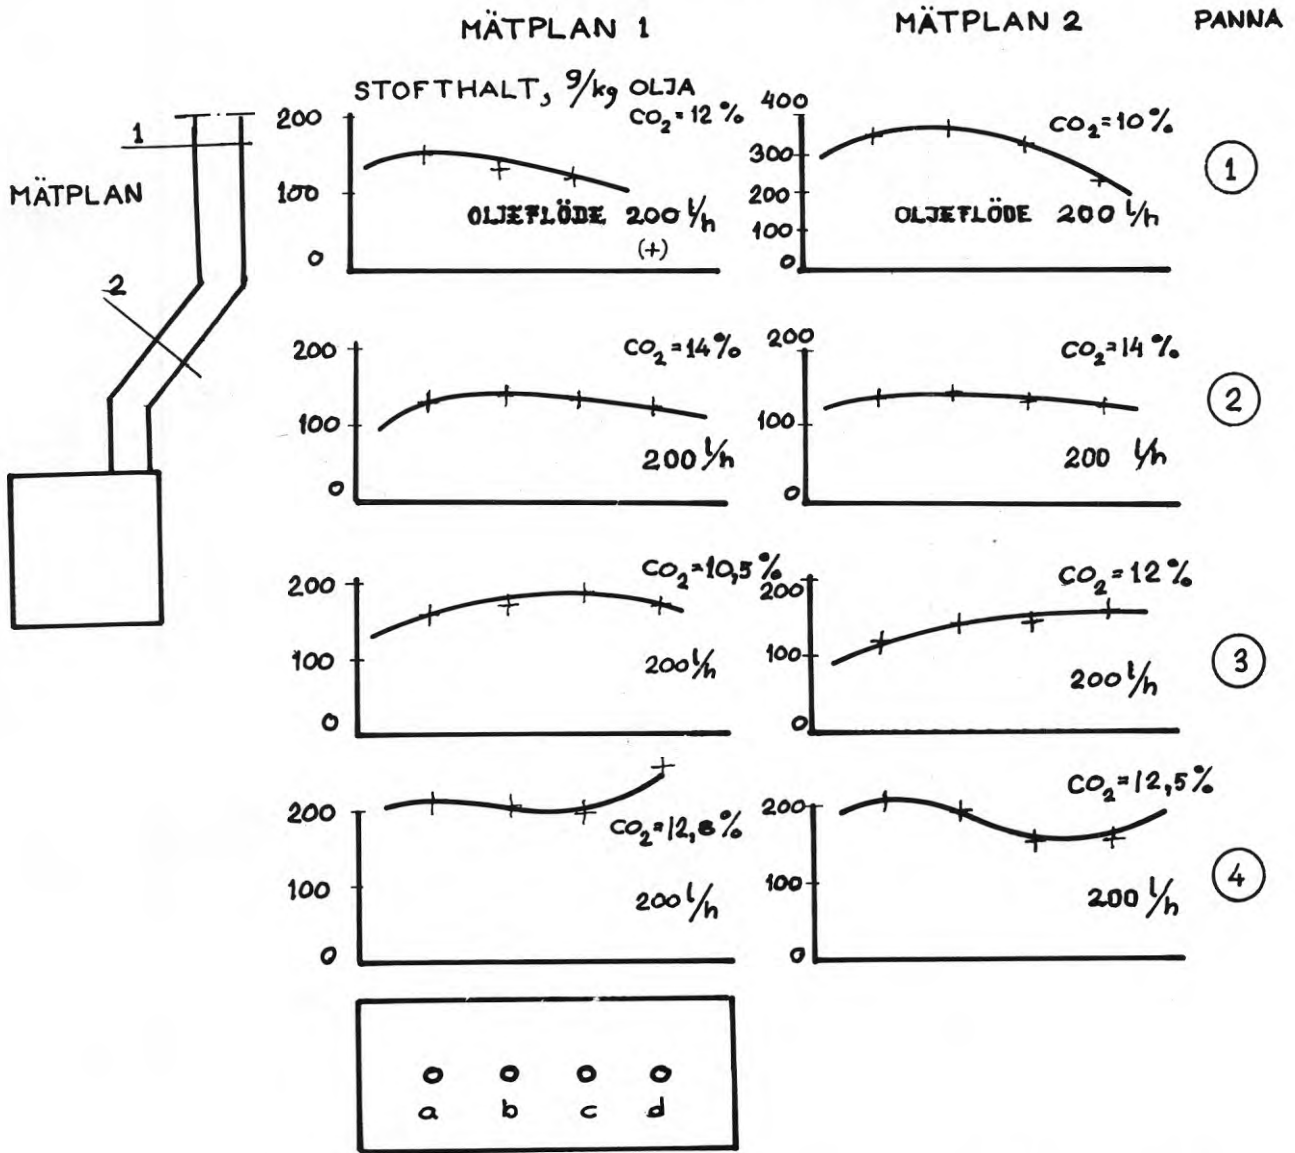 MÄTPLAN 1 MÄTPLAN 2 PANNA
STOFTHALT, g/kg OLJA
MÄTPLAN
1
2
200
100
0
CO2=12%
OLJEFLÖDE 200 l/h
(+)
400
300
200
100
0
CO2=10%
OLJEFLÖDE 200 l/h
1
200
100
0
CO2=14%
200 l/h
200
100
0
CO2=14%
200 l/h
2
200
100
0
CO2=10,5%
200 l/h
200
100
0
CO2=12%
200 l/h
3
200
100
0
CO2=12,8%
200 l/h
200
100
0
CO2=12,5%
200 l/h
4
a b c d